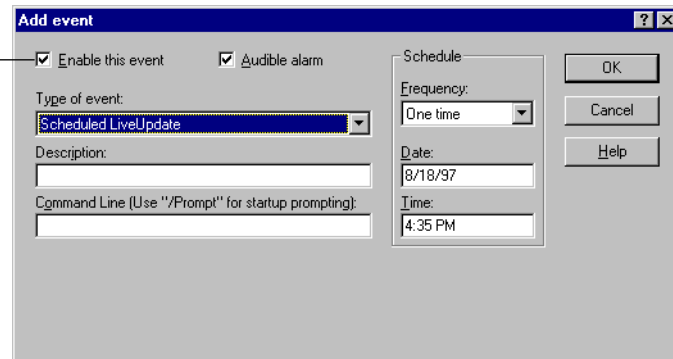 Add event
Enable this event
Audible alarm
Type of event:
Scheduled LiveUpdate
Description:
Command Line (Use "/Prompt" for startup prompting):
Schedule
Frequency:
One time
Date:
8/18/97
Time:
4:35 PM
OK
Cancel
Help